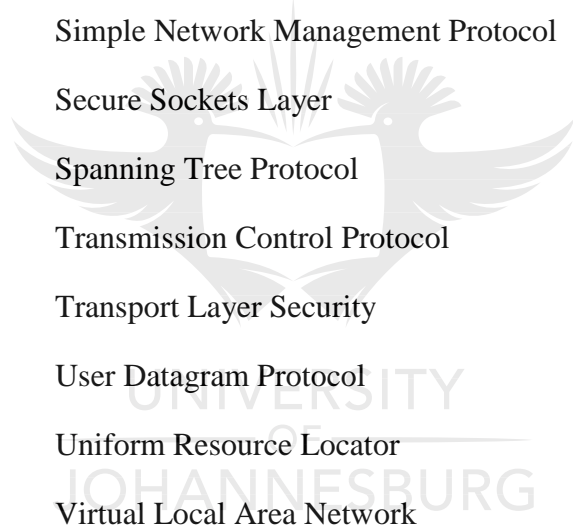 Simple Network Management Protocol
Secure Sockets Layer
Spanning Tree Protocol
Transmission Control Protocol
Transport Layer Security
User Datagram Protocol
UNIVERSITY
OF
Uniform Resource Locator
JOHANNESBURG
Virtual Local Area Network